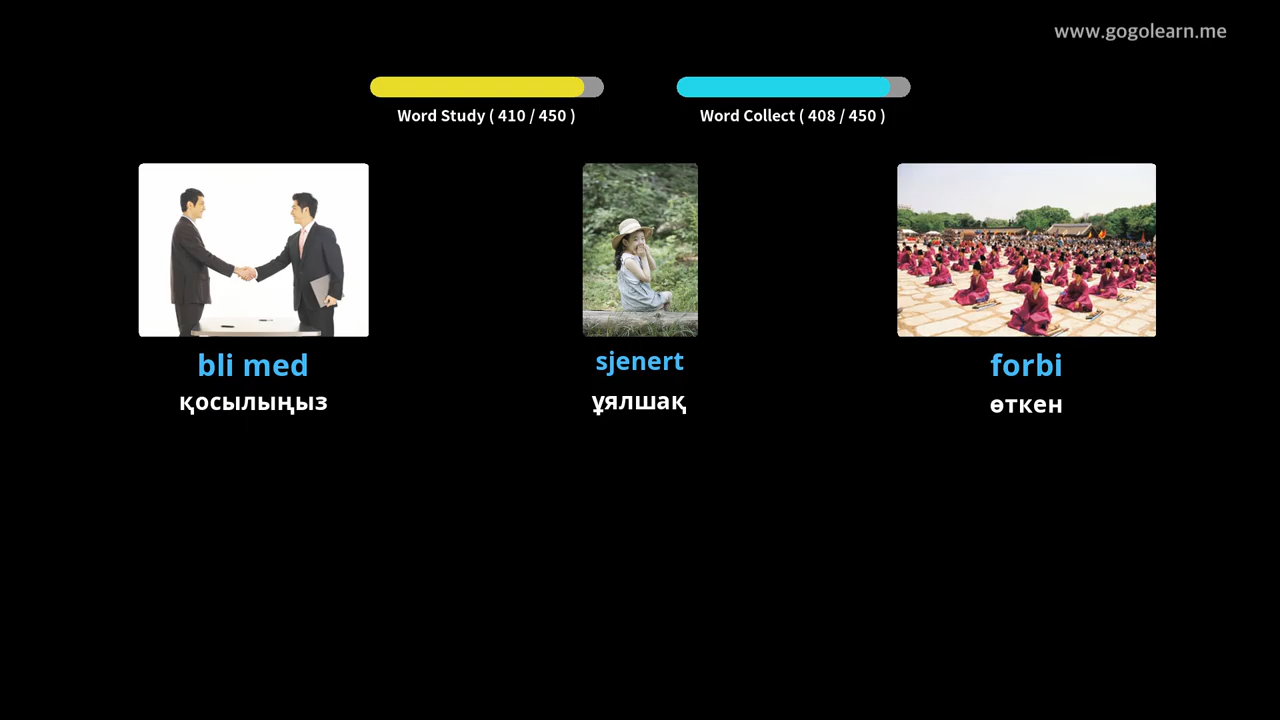 www.gogolearn.me
Word Study ( 410 / 450 )
Word Collect ( 408 / 450 )
bli med
қосылыңыз
sjenert
ұялшақ
forbi
өткен